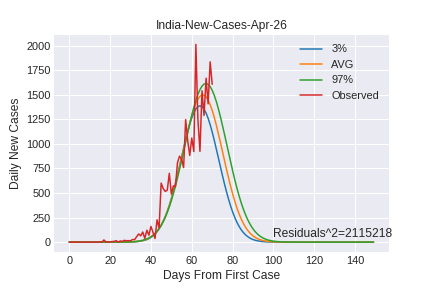 India-New-Cases-Apr-26
2000
1750
1500
1250
1000
750
500
250
0
Daily New Cases
3%
AVG
97%
Observed
Residuals^2=2115218
0 20 40 60 80 100 120 140
Days From First Case